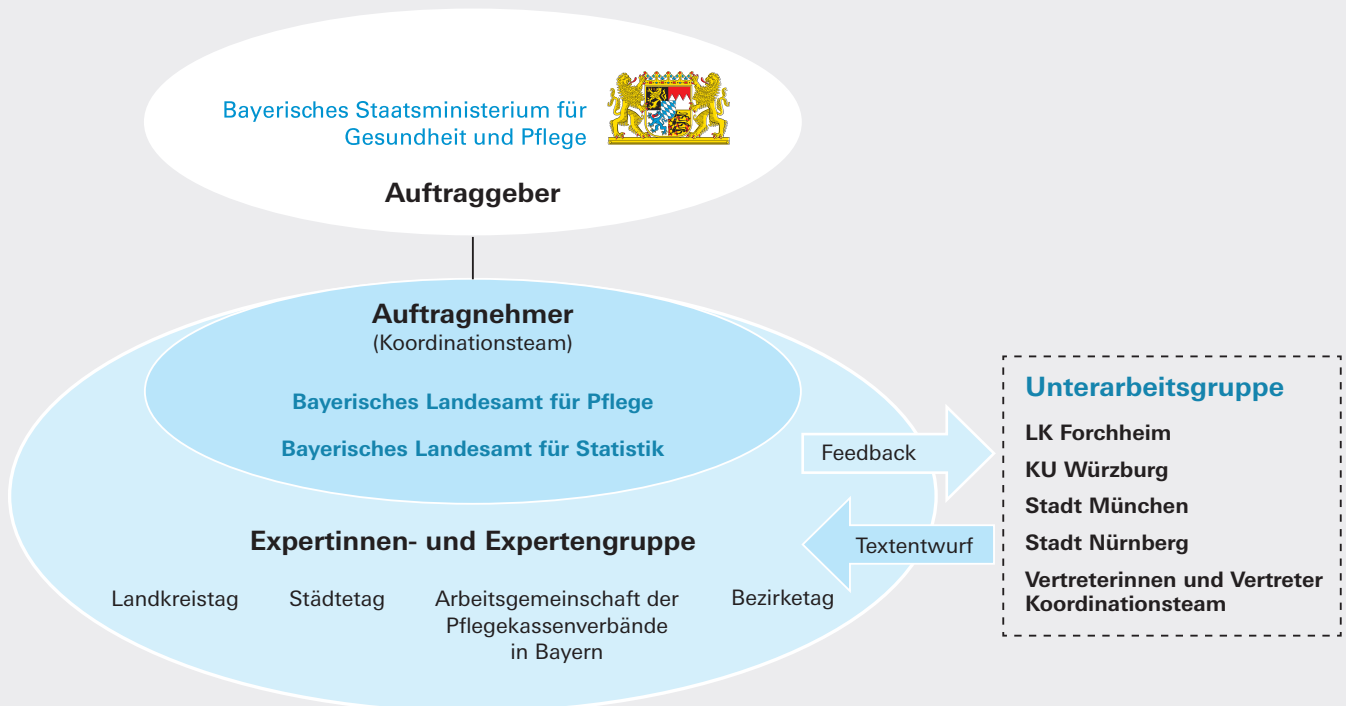 Bayerisches Staatsministerium für
Gesundheit und Pflege
Auftraggeber
Auftragnehmer
(Koordinationsteam)
Bayerisches Landesamt für Pflege
Bayerisches Landesamt für Statistik
Expertinnen- und Expertengruppe
Landkreistag
Städtetag
Arbeitsgemeinschaft der
Pflegekassenverbände
in Bayern
Bezirketag
Feedback
Textentwurf
Unterarbeitsgruppe
LK Forchheim
KU Würzburg
Stadt München
Stadt Nürnberg
Vertreterinnen und Vertreter
Koordinationsteam